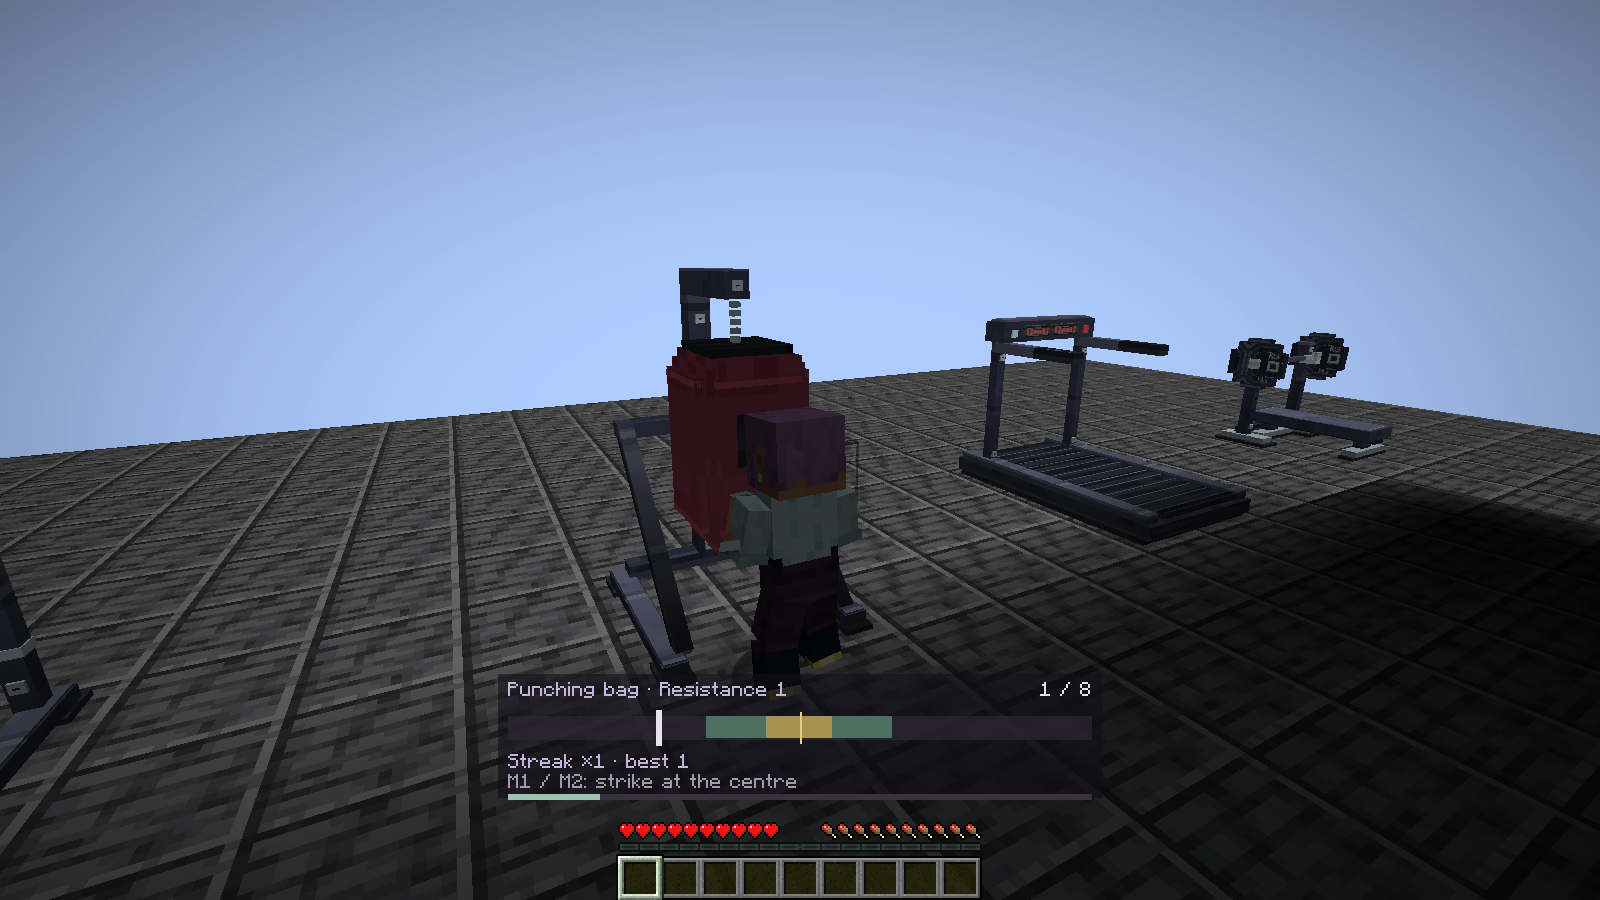 Punching bag · Resistance 1
1 / 8
Streak ×1 · best 1
M1 / M2: strike at the centre